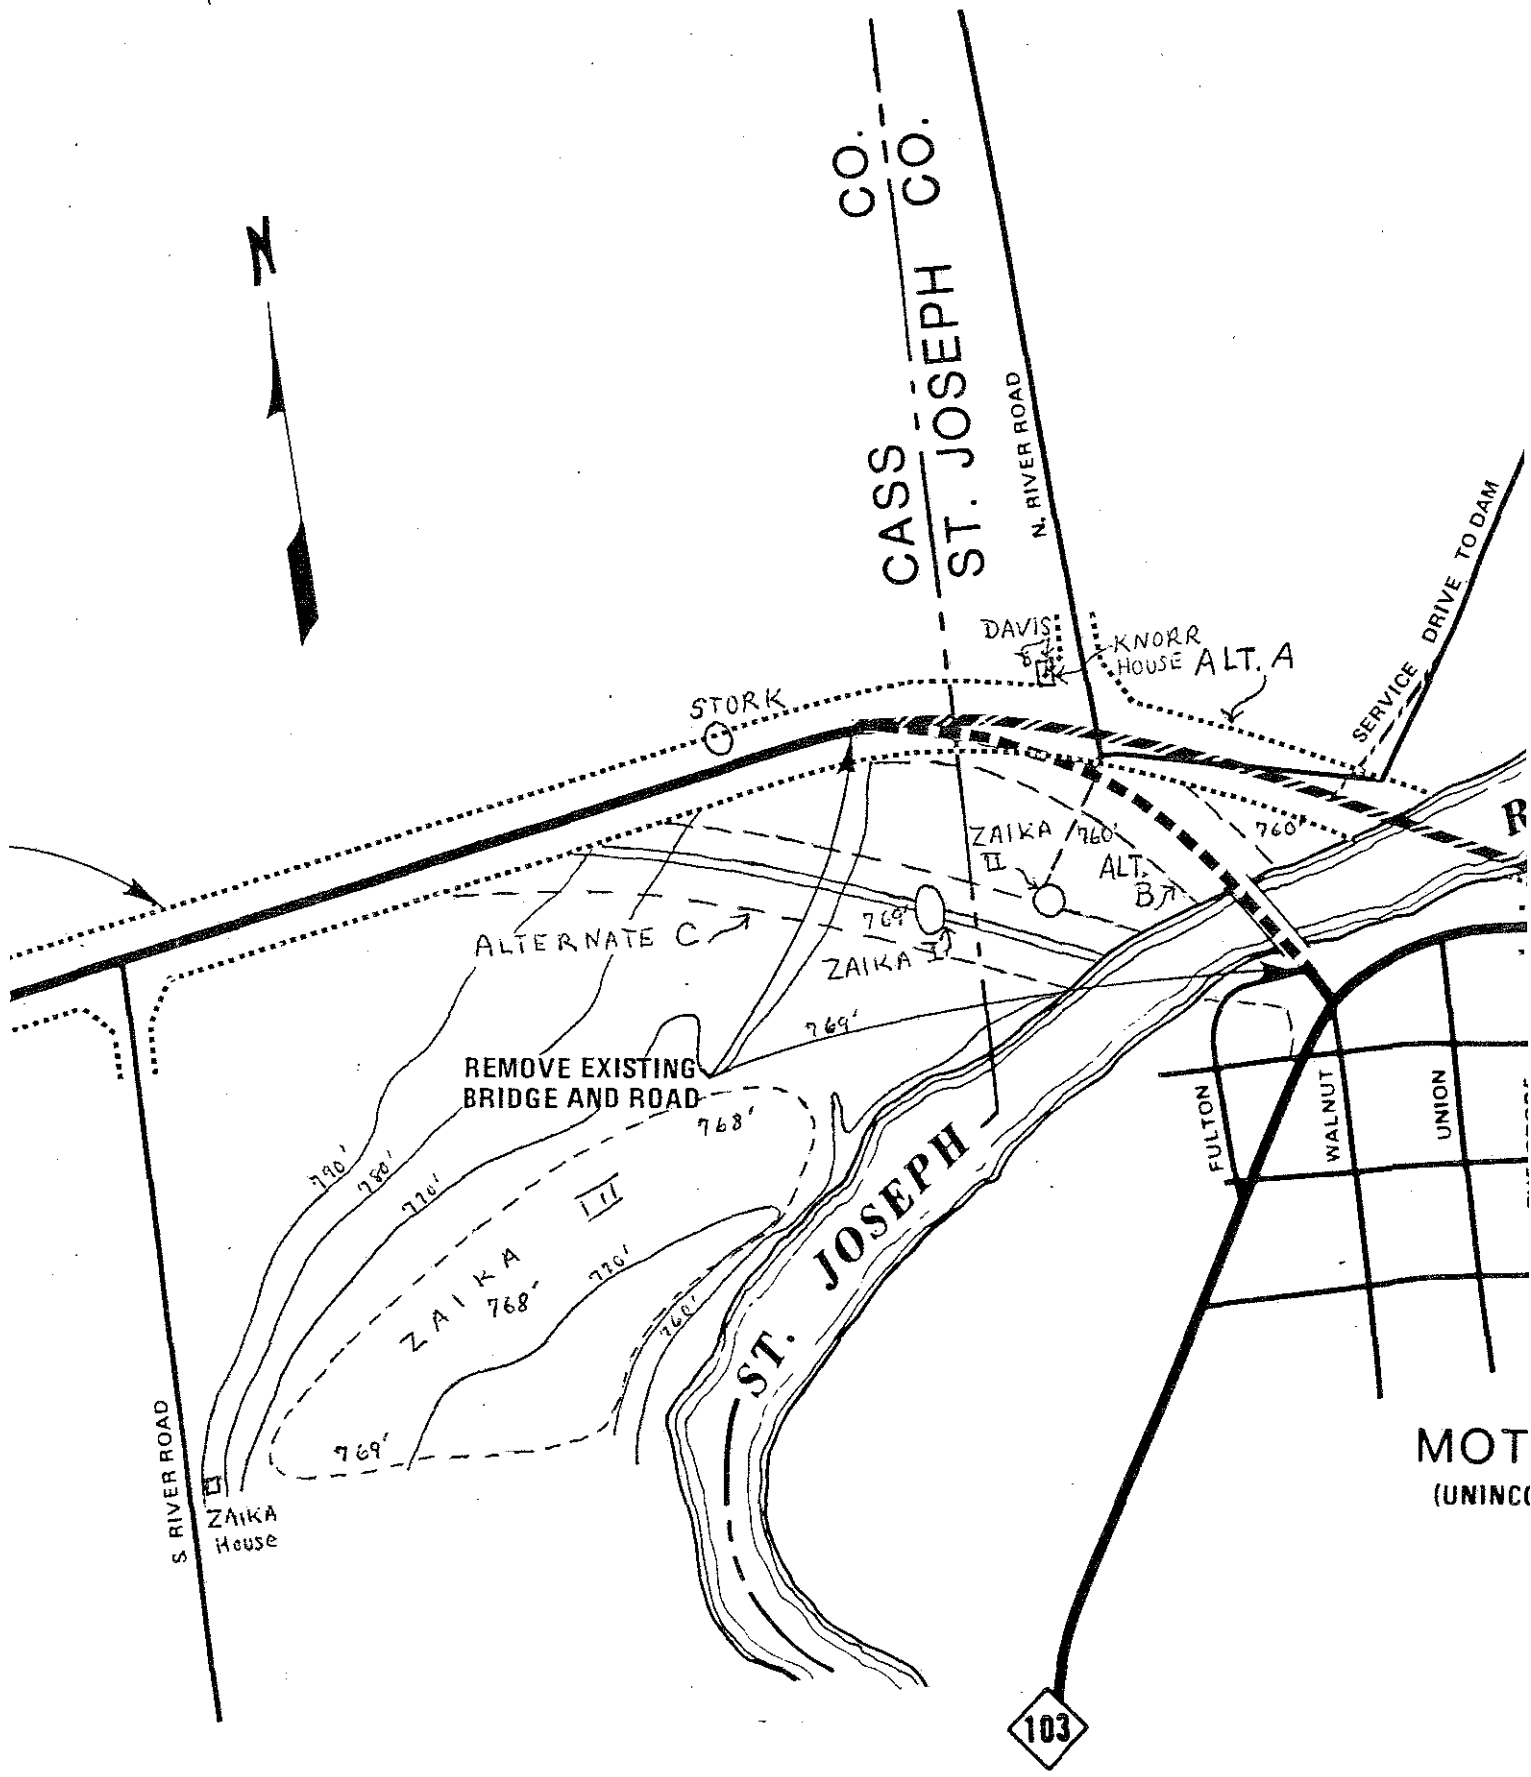 N
CASS CO.
ST. JOSEPH CO.
N. RIVER ROAD
SERVICE DRIVE TO DAM
DAVIS
KNORR
HOUSE
ALT. A
STORK
ZAIKA
II
760'
760'
ALT.
B
R
ALTERNATE C
769'
ZAIKA I
769'
REMOVE EXISTING
BRIDGE AND ROAD
768'
790'
780'
770'
III
ZAIKA
768'
770'
760'
769'
ST. JOSEPH
FULTON
WALNUT
UNION
S. RIVER ROAD
ZAIKA
House
MOT
(UNINCO
103